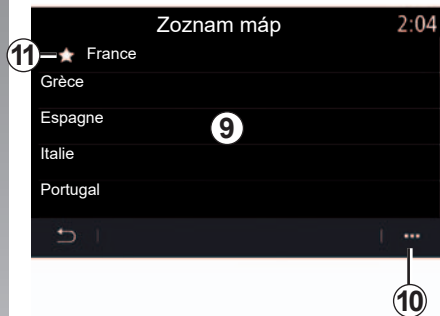 Zoznam máp 2:04
11 France
Grèce
Espagne
9
Italie
Portugal
10